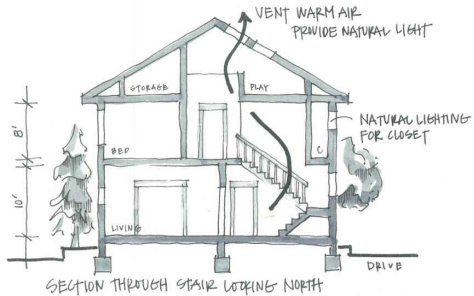 VENT WARM AIR
PROVIDE NATURAL LIGHT
STORAGE
PLAY
NATURAL LIGHTING
FOR CLOSET
8'
BED
C
10'
LIVING
DRIVE
SECTION THROUGH STAIR LOOKING NORTH